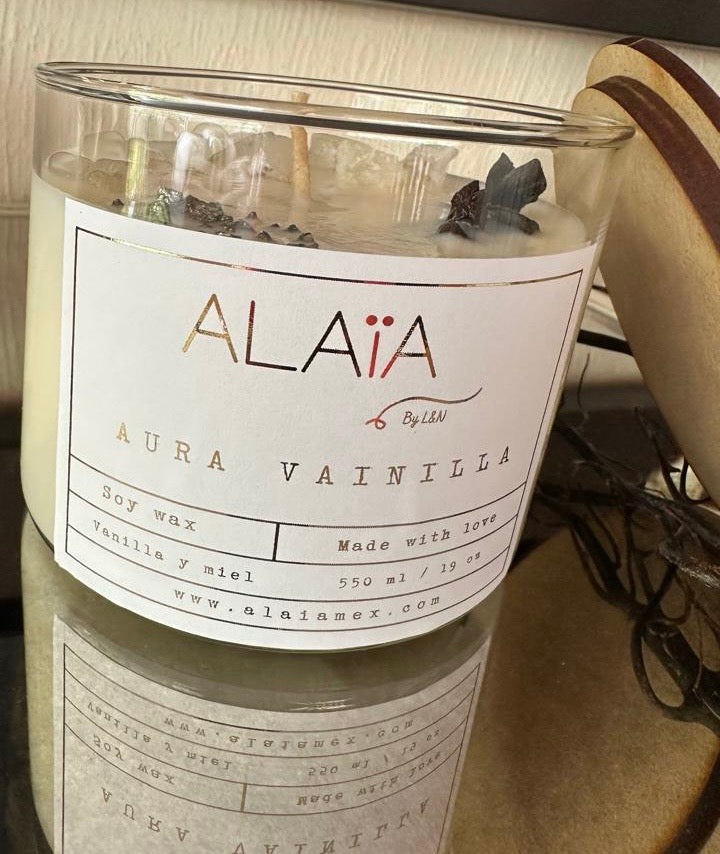 ALAïA
By L&N
AURA VAINILLA
Soy wax
Made with love
Vanilla y miel
550 ml / 19 oz
www.alaiamex.com